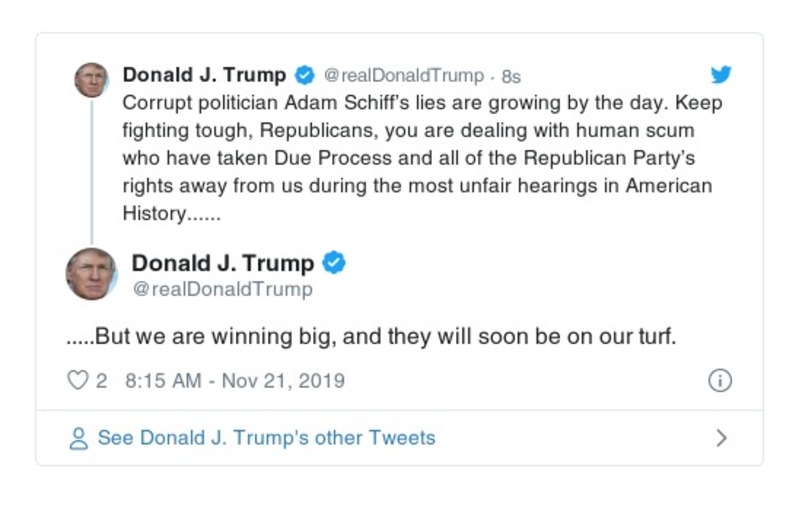 Donald J. Trump @realDonaldTrump · 8s
Corrupt politician Adam Schiff's lies are growing by the day. Keep
fighting tough, Republicans, you are dealing with human scum
who have taken Due Process and all of the Republican Party's
rights away from us during the most unfair hearings in American
History......
Donald J. Trump
@realDonaldTrump
.....But we are winning big, and they will soon be on our turf.
2 8:15 AM - Nov 21, 2019
See Donald J. Trump's other Tweets